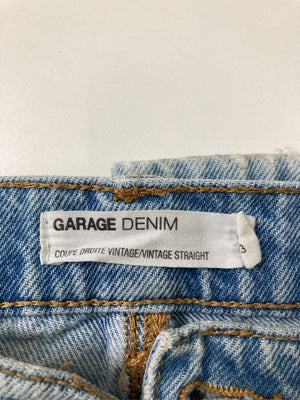 GARAGE DENIM
COUPE DROITE VINTAGE/VINTAGE STRAIGHT
3